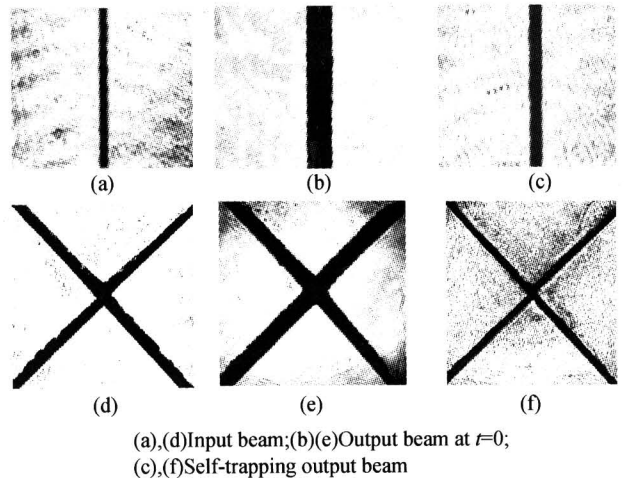 (a) (b) (c)
(d) (e) (f)
(a),(d)Input beam;(b)(e)Output beam at t=0;
(c),(f)Self-trapping output beam